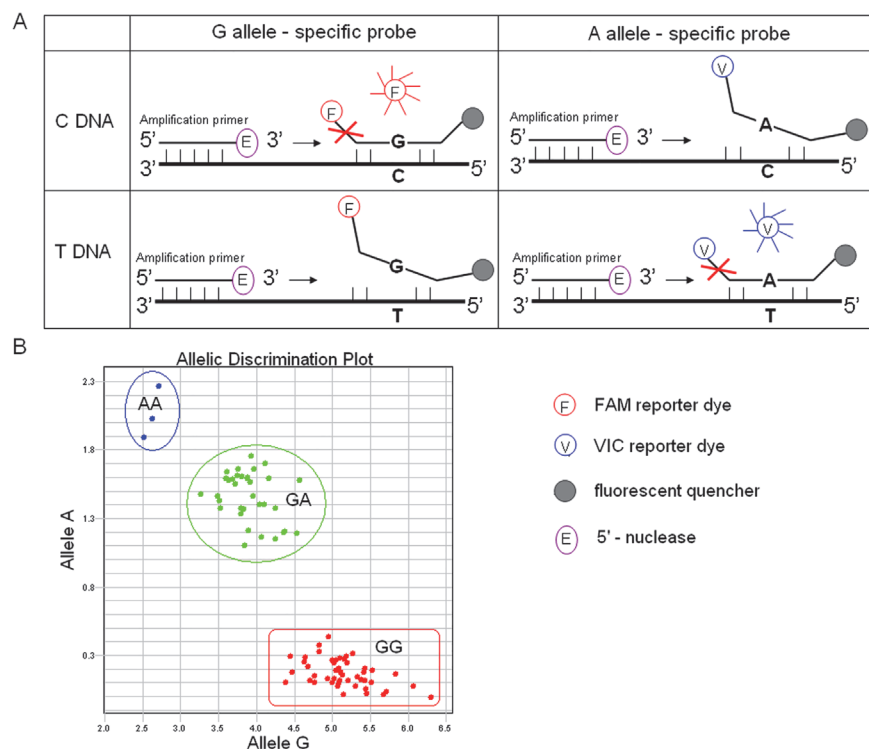 A
G allele - specific probe
A allele - specific probe
C DNA
Amplification primer
5' E 3'
3' 5'
F
F
G
C
Amplification primer
5' E 3'
3' 5'
V
A
C
T DNA
Amplification primer
5' E 3'
3' 5'
F
G
T
Amplification primer
5' E 3'
3' 5'
V
V
A
T
B
Allelic Discrimination Plot
Allele A
2.3
1.8
1.3
0.8
0.3
AA
GA
GG
2.0 2.5 3.0 3.5 4.0 4.5 5.0 5.5 6.0 6.5
Allele G
F FAM reporter dye
V VIC reporter dye
fluorescent quencher
E 5' - nuclease